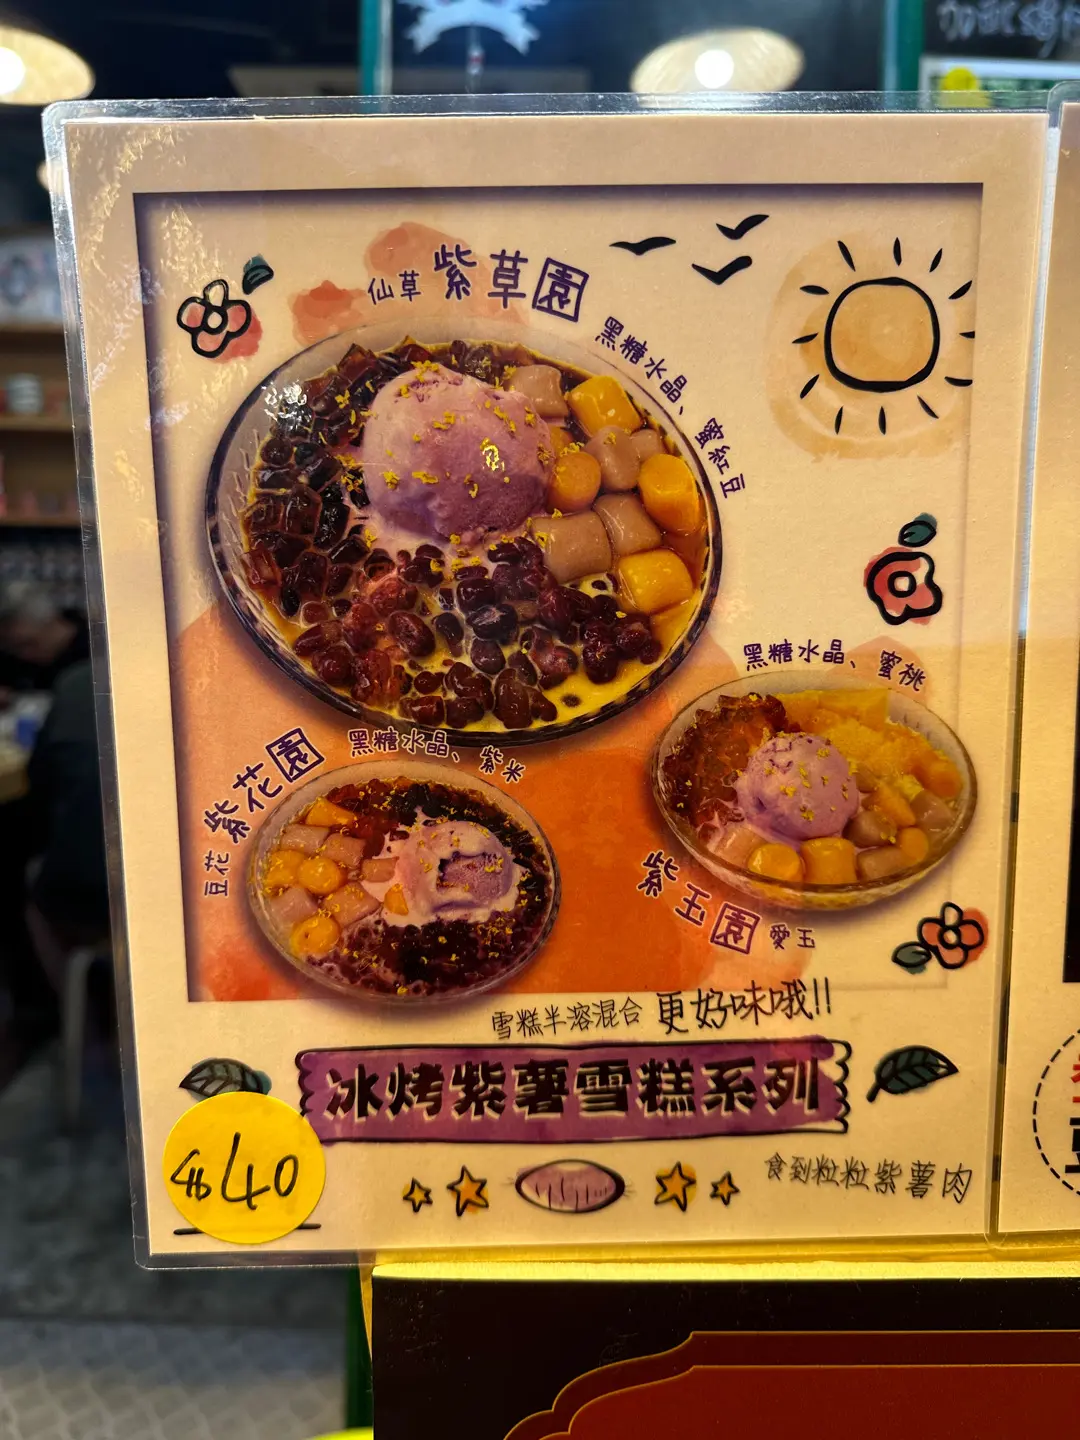 仙草 紫草園
黑糖水晶、蜜紅豆
黑糖水晶、蜜桃
紫玉園 愛玉
黑糖水晶、紫米
豆花 紫花園
雪糕半溶混合 更好味哦!!
冰烤紫薯雪糕系列
$40
食到粒粒紫薯肉